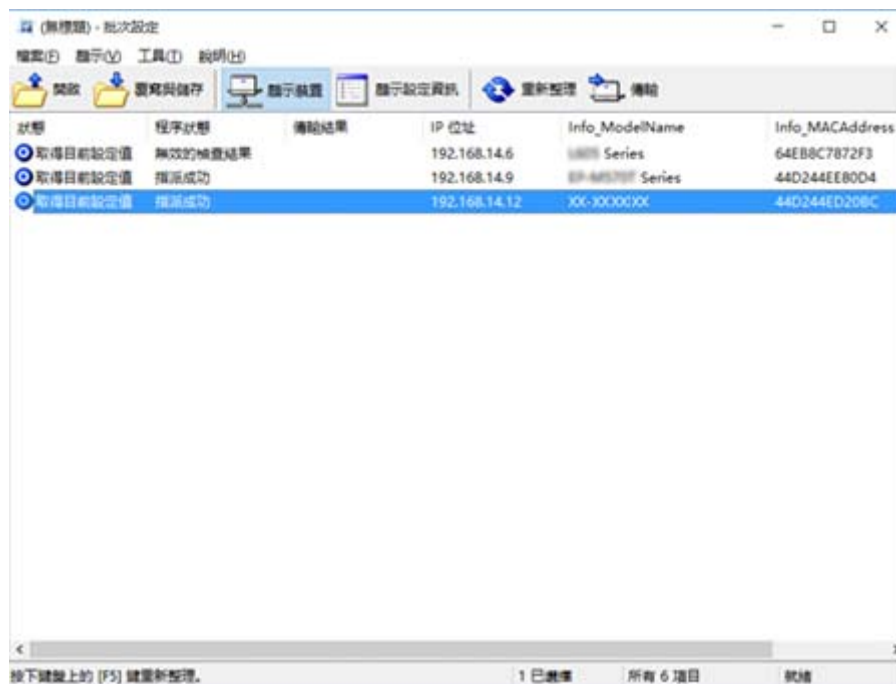 (無標題) - 批次設定
檔案(F) 顯示(V) 工具(T) 說明(H)
開啟 覆寫與儲存 顯示裝置 顯示設定資訊 重新整理 傳輸
狀態 程序狀態 傳輸結果 IP 位址 Info_ModelName Info_MACAddress
取得目前設定值 無效的檢查結果 192.168.14.6 Series 64EB8C7872F3
取得目前設定值 指派成功 192.168.14.9 Series 44D244EE80D4
取得目前設定值 指派成功 192.168.14.12 XX-XXXXXX 44D244ED20BC
按下鍵盤上的 [F5] 鍵重新整理。 1 已選擇 所有 6 項目 就緒